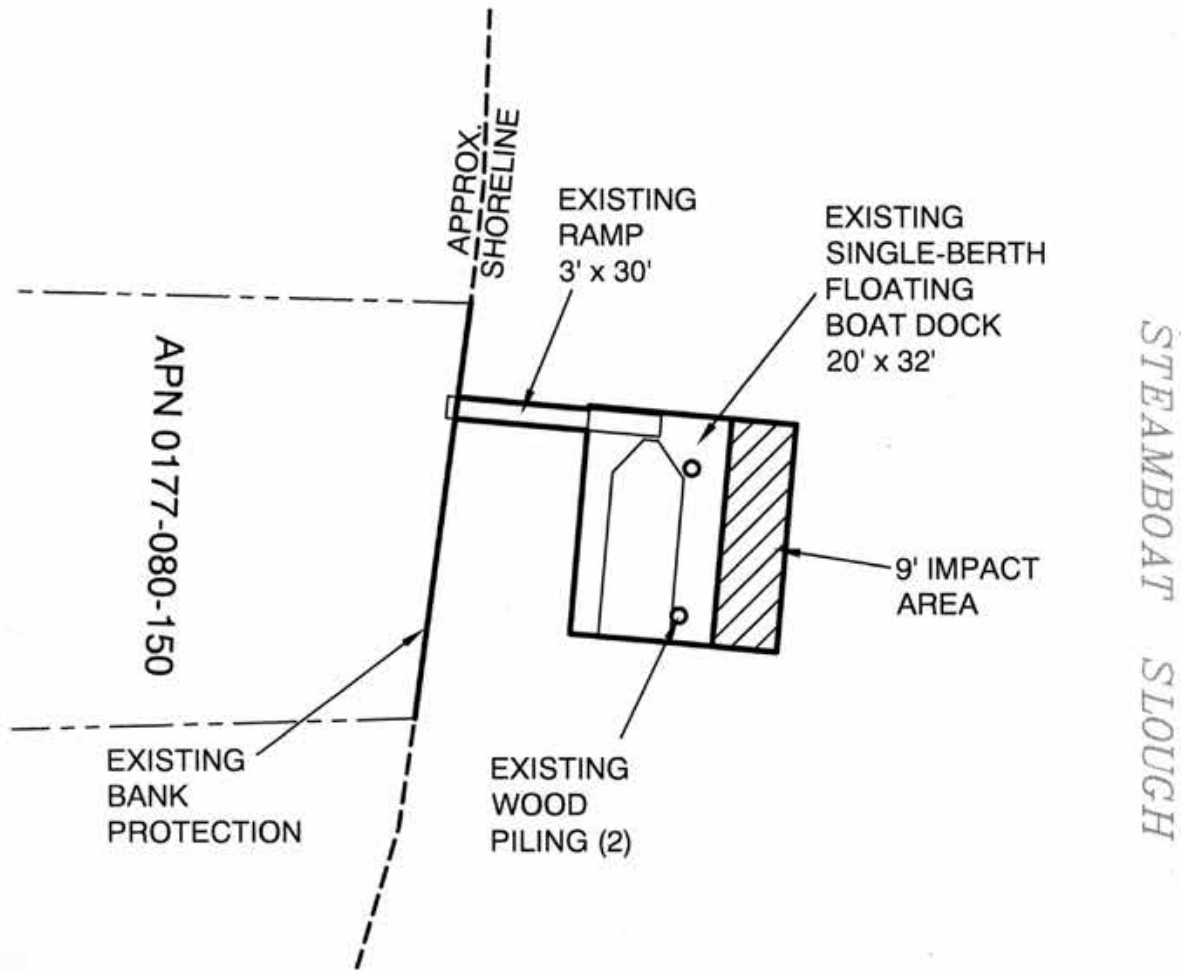 APPROX.
SHORELINE
EXISTING
RAMP
3' x 30'
EXISTING
SINGLE-BERTH
FLOATING
BOAT DOCK
20' x 32'
STEAMBOAT SLOUGH
APN 0177-080-150
9' IMPACT
AREA
EXISTING
BANK
PROTECTION
EXISTING
WOOD
PILING (2)